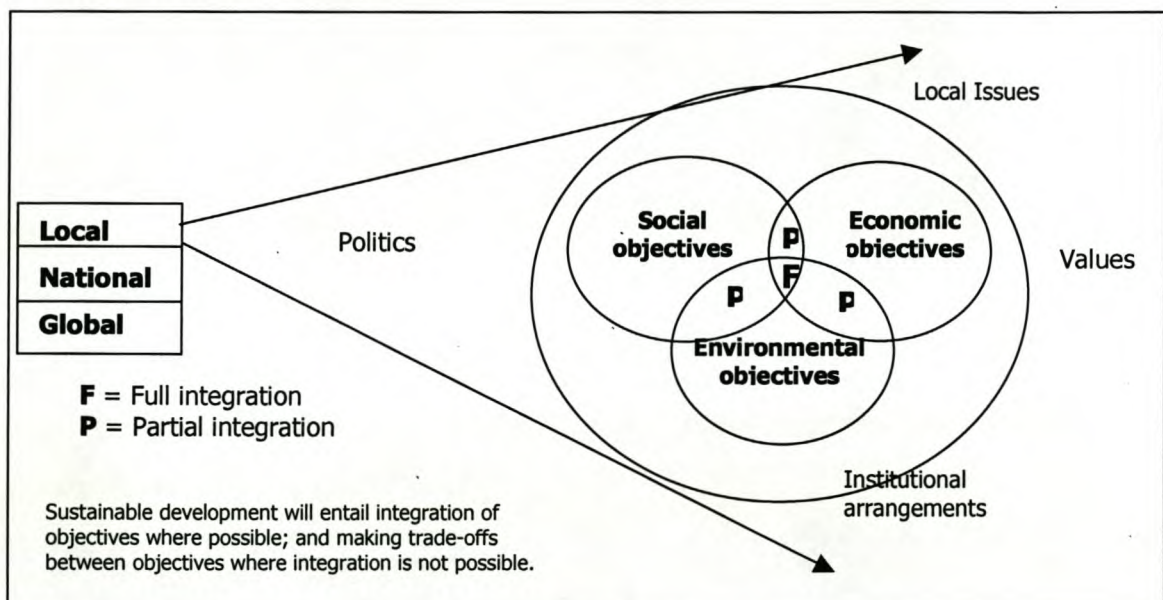 Local Issues
Local
National
Global
Politics
Social
objectives
P
Economic
obiectives
Values
F
P
P
Environmental
objectives
F = Full integration
P = Partial integration
Institutional
arrangements
Sustainable development will entail integration of
objectives where possible; and making trade-offs
between objectives where integration is not possible.